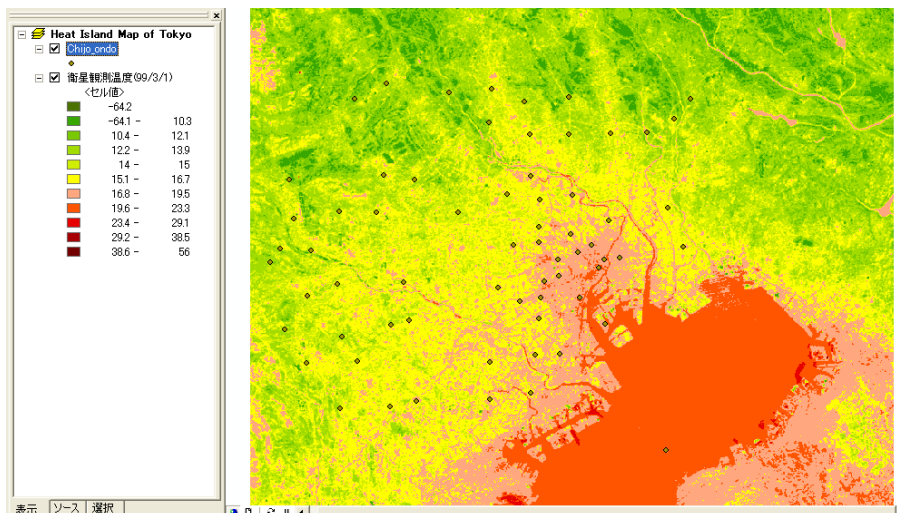 Heat Island Map of Tokyo
Chijo_ondo
衛星観測温度(99/3/1)
<セル値>
-64.2
-64.1 - 10.3
10.4 - 12.1
12.2 - 13.9
14 - 15
15.1 - 16.7
16.8 - 19.5
19.6 - 23.3
23.4 - 29.1
29.2 - 38.5
38.6 - 56
表示 ソース 選択